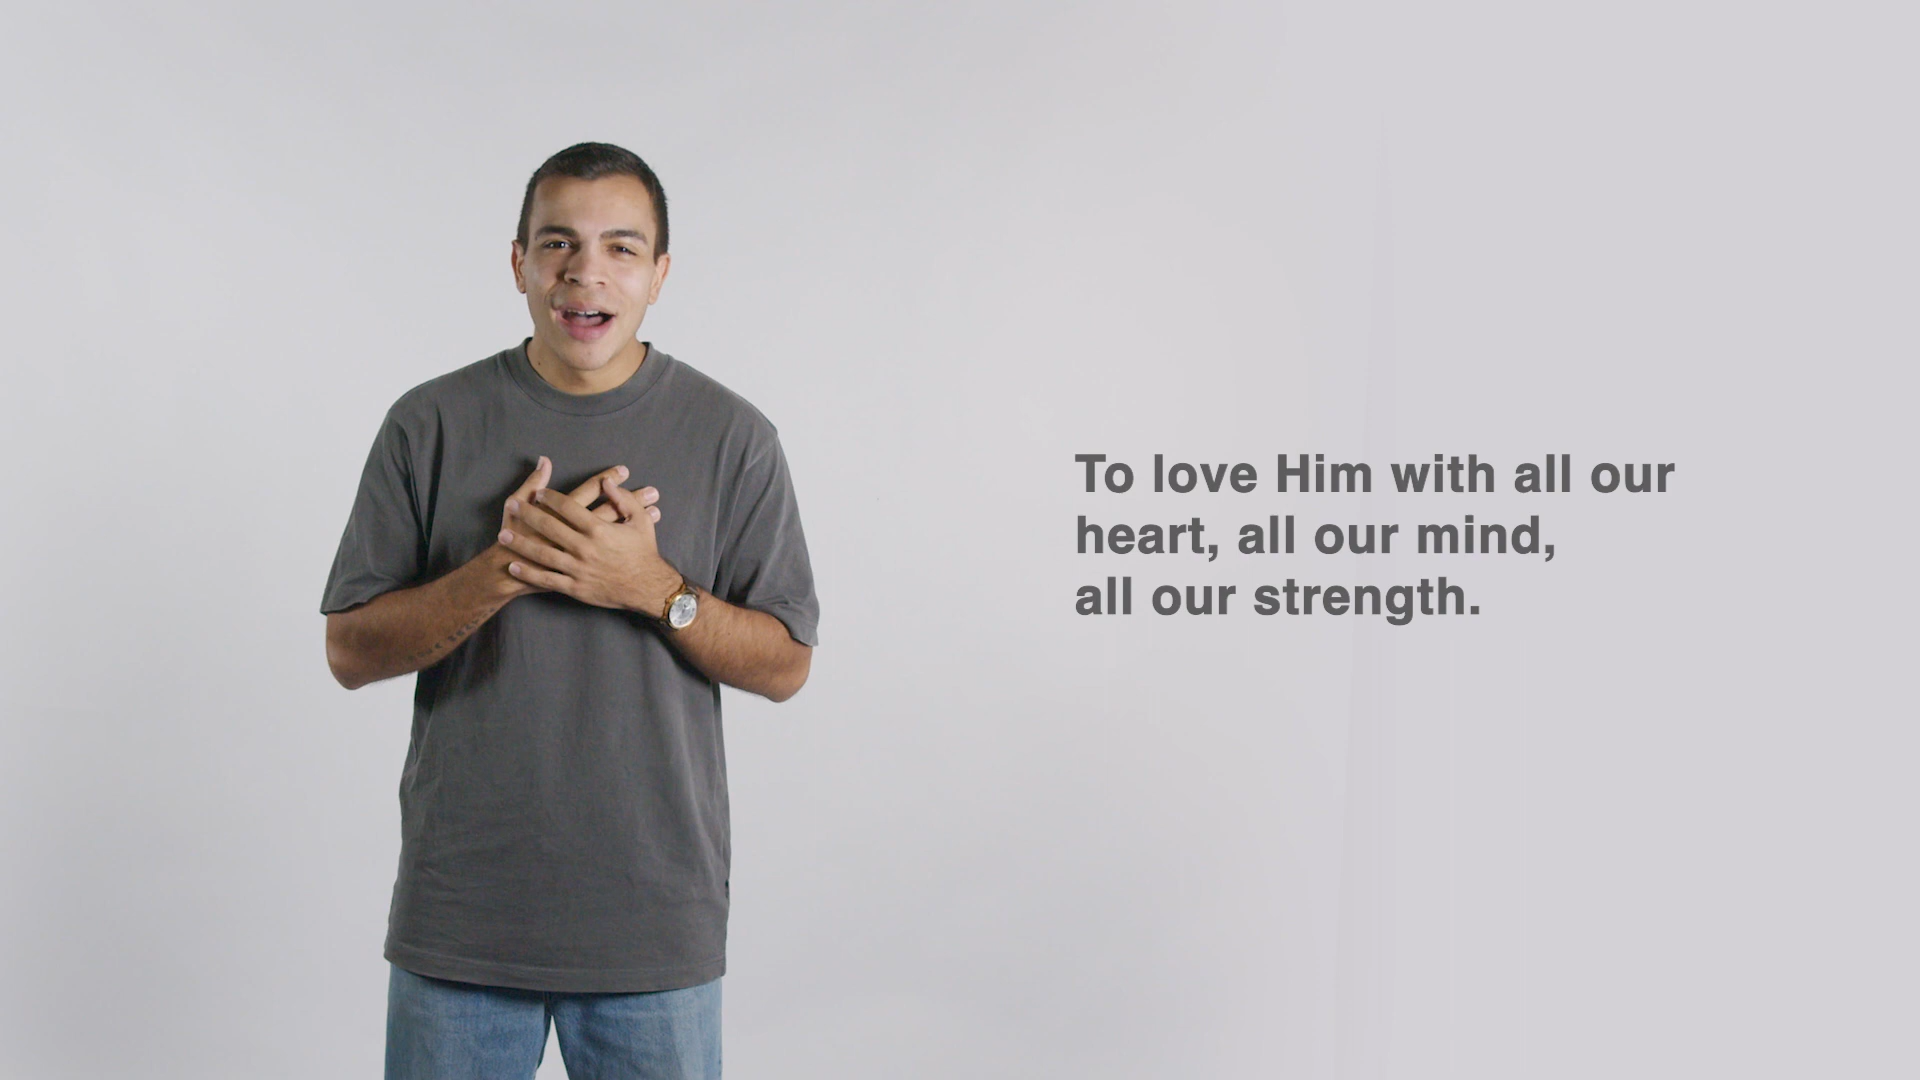 To love Him with all our
heart, all our mind,
all our strength.